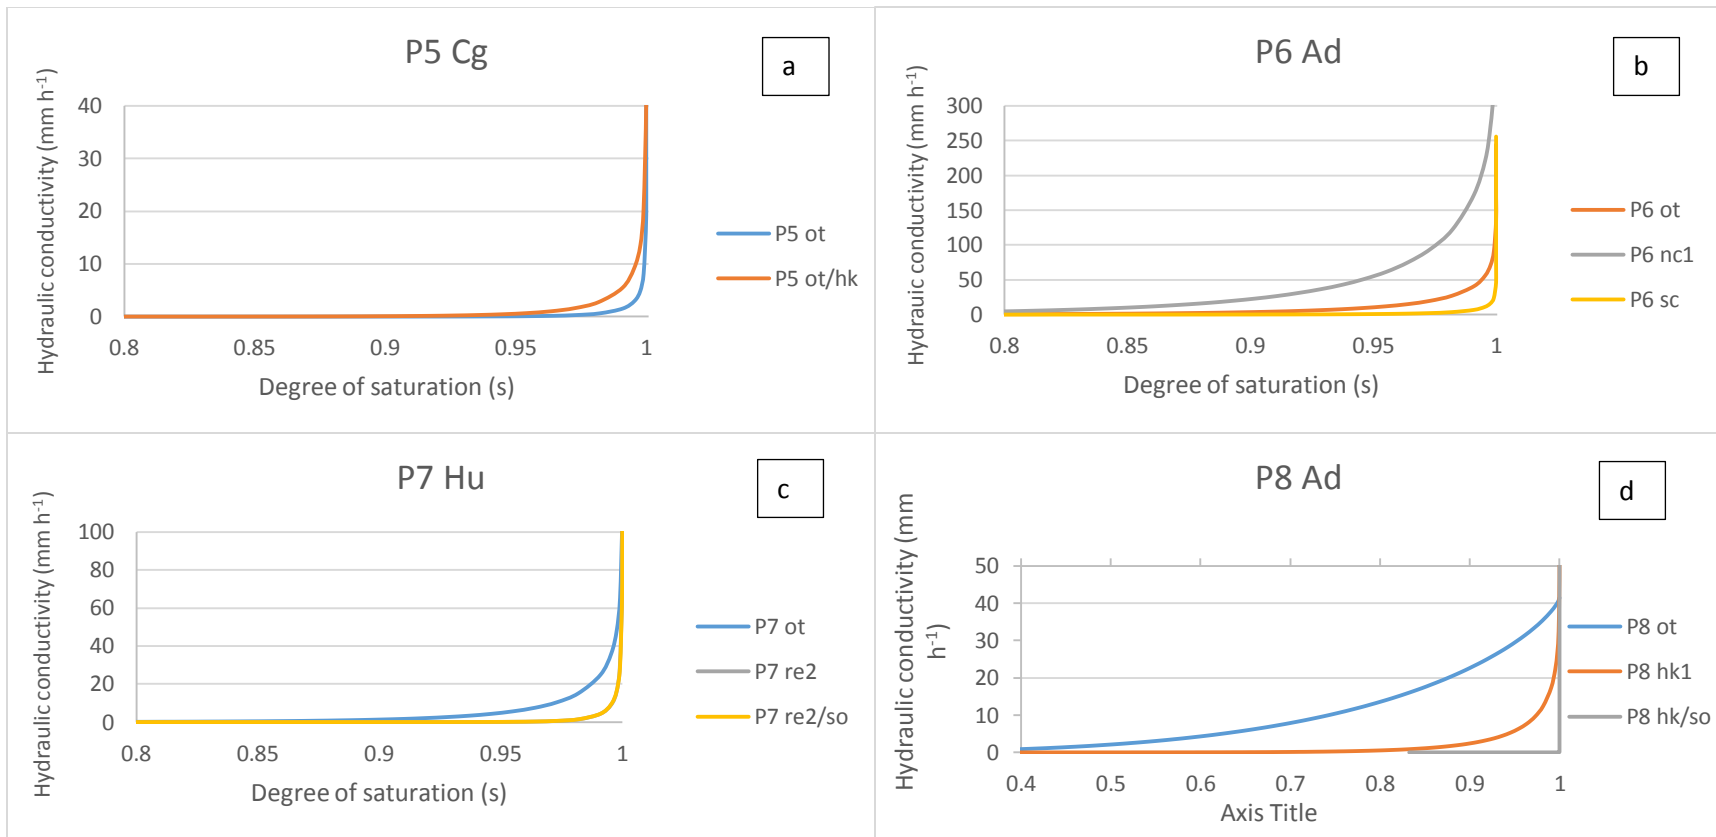 P5 Cg
a
Hydraulic conductivity (mm h-1)
40
30
20
10
0
0.8 0.85 0.9 0.95 1
Degree of saturation (s)
P5 ot
P5 ot/hk
P6 Ad
b
Hydraulic conductivity (mm h-1)
300
250
200
150
100
50
0
0.8 0.85 0.9 0.95 1
Degree of saturation (s)
P6 ot
P6 nc1
P6 sc
P7 Hu
c
Hydraulic conductivity (mm h-1)
100
80
60
40
20
0
0.8 0.85 0.9 0.95 1
Degree of saturation (s)
P7 ot
P7 re2
P7 re2/so
P8 Ad
d
Hydraulic conductivity (mm
h-1)
50
40
30
20
10
0
0.4 0.5 0.6 0.7 0.8 0.9 1
Axis Title
P8 ot
P8 hk1
P8 hk/so